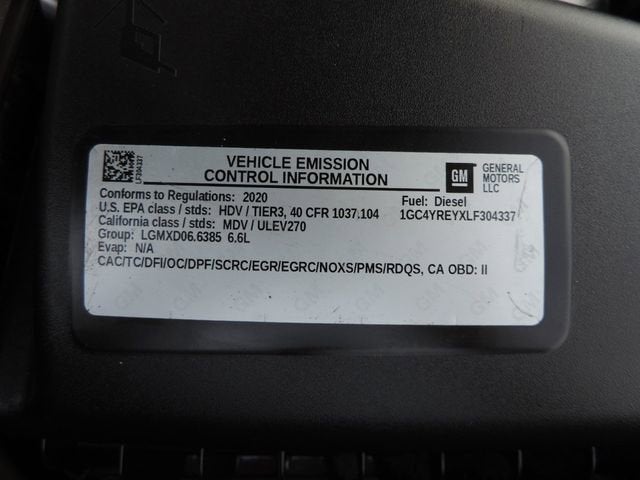 LF304337
VEHICLE EMISSION
CONTROL INFORMATION
GM
GENERAL
MOTORS
LLC
Conforms to Regulations: 2020
Fuel: Diesel
U.S. EPA class / stds: HDV / TIER3, 40 CFR 1037.104
1GC4YREYXLF304337
California class / stds: MDV / ULEV270
Group: LGMXD06.6385 6.6L
Evap: N/A
CAC/TC/DFI/OC/DPF/SCRC/EGR/EGRC/NOXS/PMS/RDQS, CA OBD: II